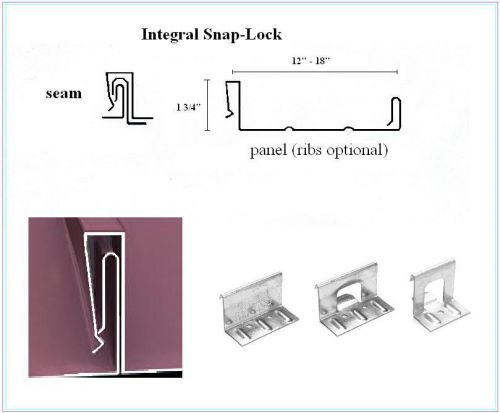 Integral Snap-Lock
12" - 18"
seam
1 3/4"
panel (ribs optional)